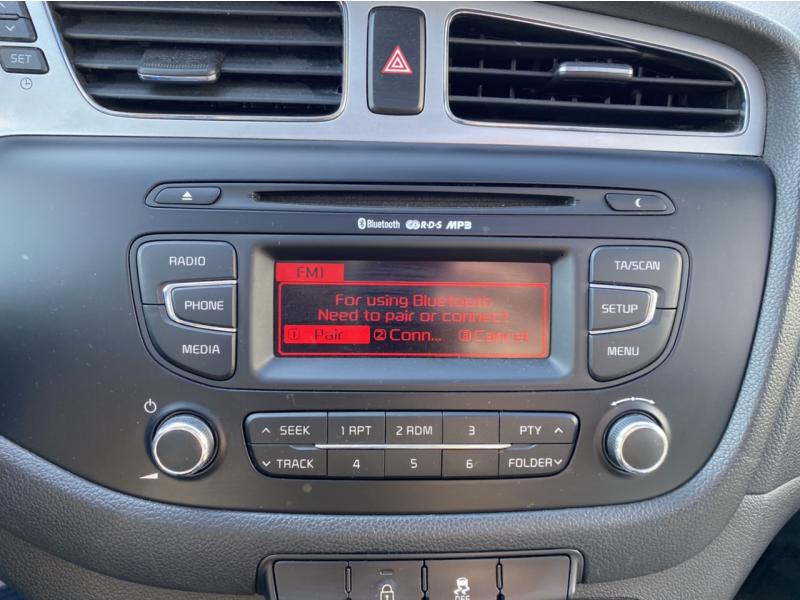 SET
Bluetooth R·D·S MP3
RADIO
PHONE
MEDIA
FM1
For using Bluetooth
Need to pair or connect
1 Pair 2 Conn... 3 Cancel
TA/SCAN
SETUP
MENU
SEEK 1 RPT 2 RDM 3 PTY
TRACK 4 5 6 FOLDER
OFF